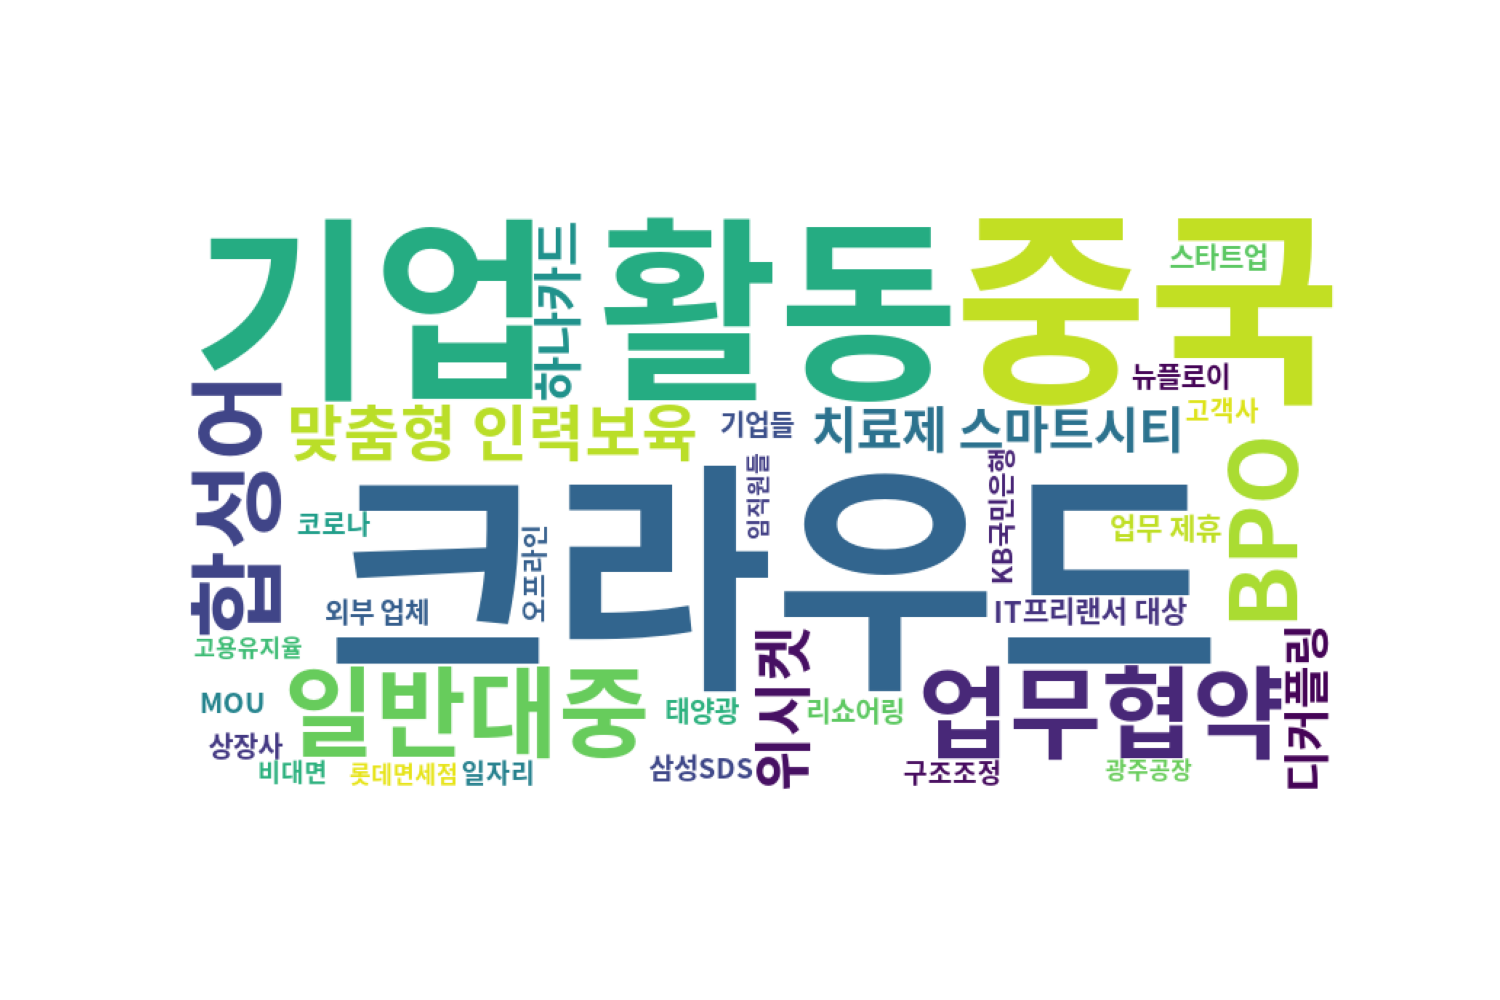 기업 활동
중국
하나카드
스타트업
뉴플로이
합성어
맞춤형 인력보육
기업들
치료제 스마트시티
고객사
크라우드
임직원들
KB국민은행
BPO
코로나
오프라인
업무 제휴
외부 업체
IT프리랜서 대상
고용유지율
위시켓
디커플링
일반대중
업무협약
MOU
태양광
리쇼어링
상장사
비대면
롯데면세점
일자리
삼성SDS
구조조정
광주공장